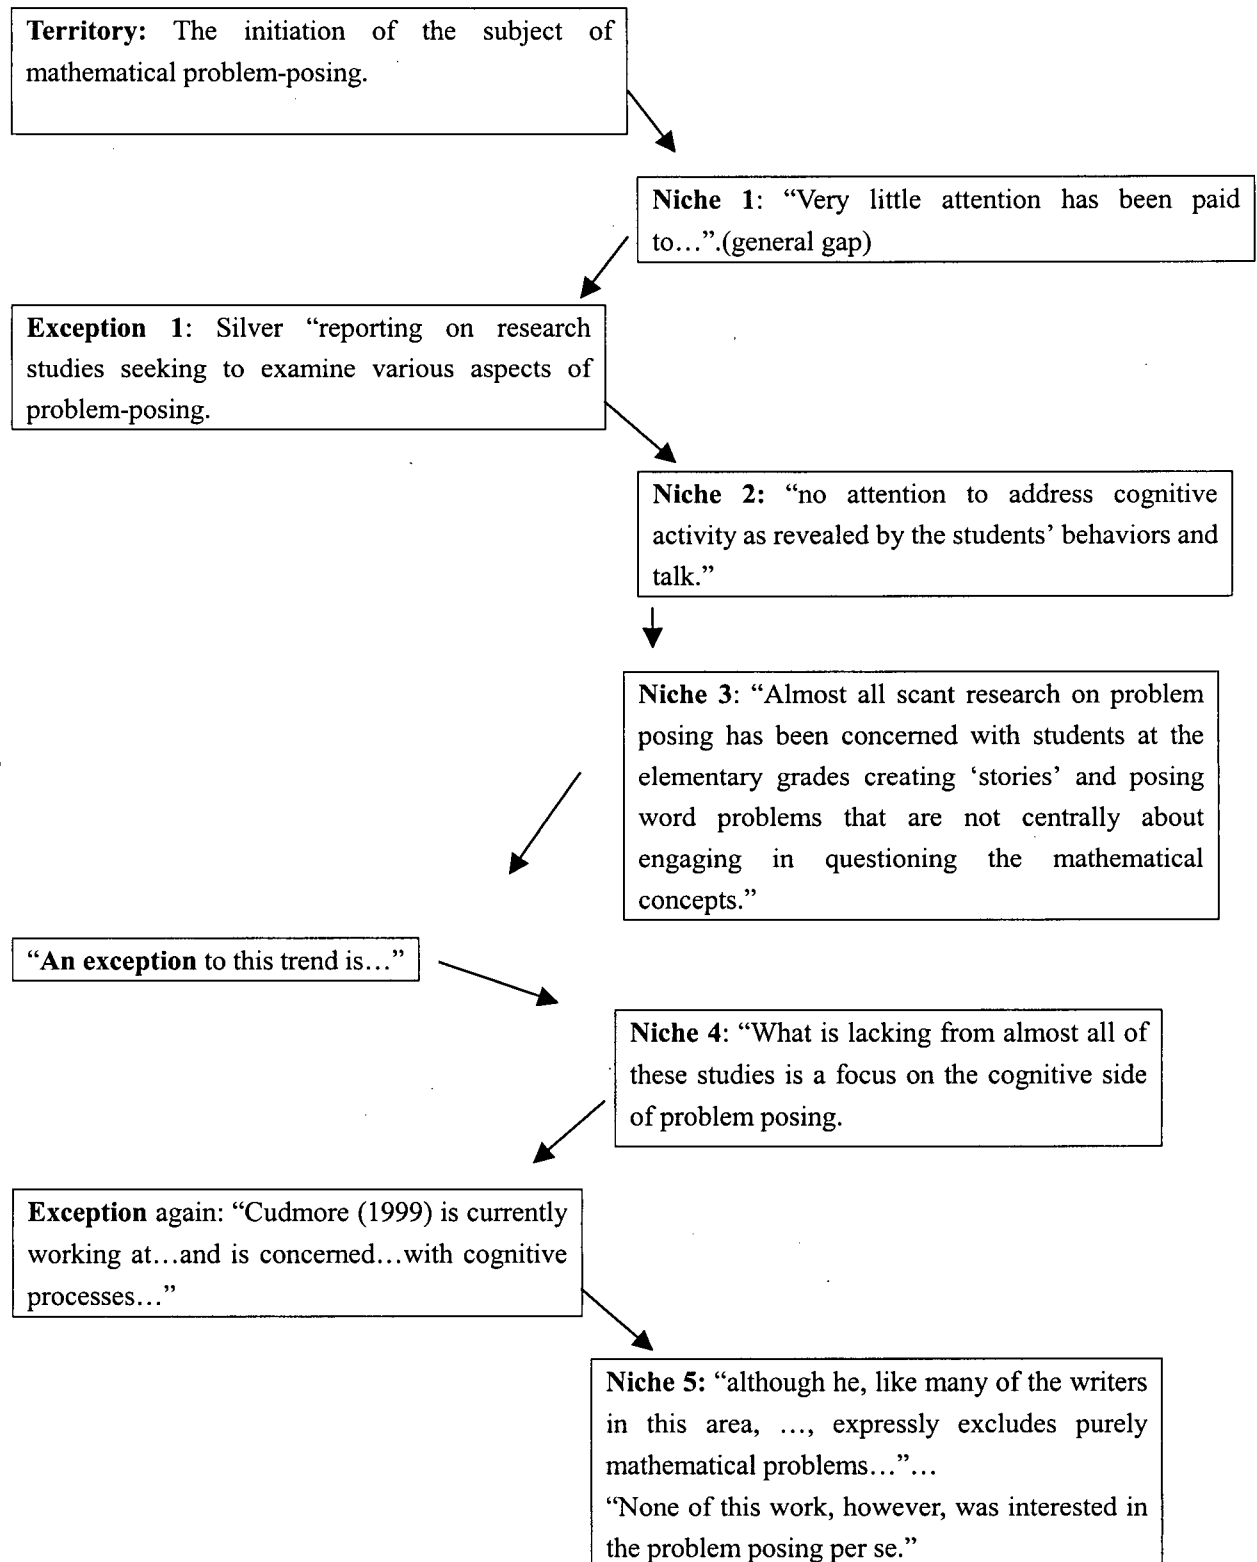 Territory: The initiation of the subject of
mathematical problem-posing.
Niche 1: “Very little attention has been paid
to…”.(general gap)
Exception 1: Silver “reporting on research
studies seeking to examine various aspects of
problem-posing.
Niche 2: “no attention to address cognitive
activity as revealed by the students’ behaviors and
talk.”
Niche 3: “Almost all scant research on problem
posing has been concerned with students at the
elementary grades creating ‘stories’ and posing
word problems that are not centrally about
engaging in questioning the mathematical
concepts.”
“An exception to this trend is…”
Niche 4: “What is lacking from almost all of
these studies is a focus on the cognitive side
of problem posing.
Exception again: “Cudmore (1999) is currently
working at…and is concerned…with cognitive
processes…”
Niche 5: “although he, like many of the writers
in this area, …, expressly excludes purely
mathematical problems…”…
“None of this work, however, was interested in
the problem posing per se.”